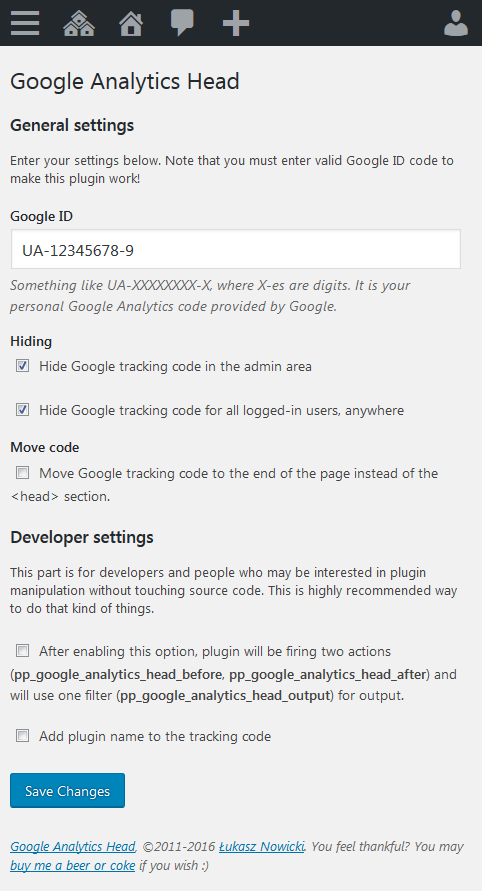 Google Analytics Head
General settings
Enter your settings below. Note that you must enter valid Google ID code to
make this plugin work!
Google ID
UA-12345678-9
Something like UA-XXXXXXXX-X, where X-es are digits. It is your
personal Google Analytics code provided by Google.
Hiding
Hide Google tracking code in the admin area
Hide Google tracking code for all logged-in users, anywhere
Move code
Move Google tracking code to the end of the page instead of the
<head> section.
Developer settings
This part is for developers and people who may be interested in plugin
manipulation without touching source code. This is highly recommended way
to do that kind of things.
After enabling this option, plugin will be firing two actions
(pp_google_analytics_head_before, pp_google_analytics_head_after) and
will use one filter (pp_google_analytics_head_output) for output.
Add plugin name to the tracking code
Save Changes
Google Analytics Head, ©2011-2016 Łukasz Nowicki. You feel thankful? You may
buy me a beer or coke if you wish :)